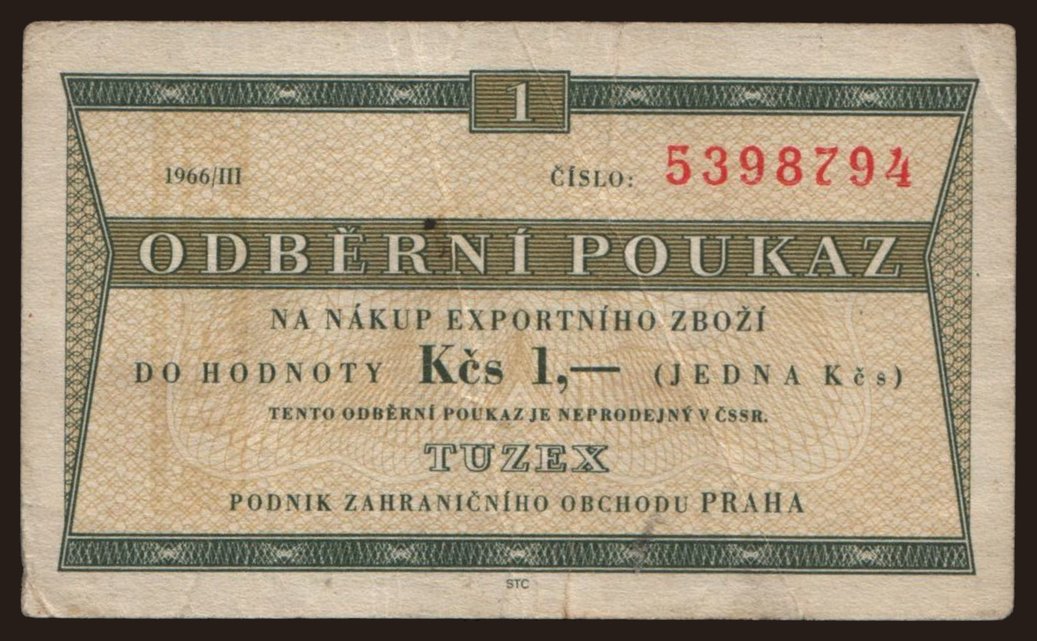 1
1966/III ČÍSLO: 5398794
ODBĚRNÍ POUKAZ
NA NÁKUP EXPORTNÍHO ZBOŽÍ
DO HODNOTY Kčs 1,— (JEDNA Kčs)
TENTO ODBĚRNÍ POUKAZ JE NEPRODEJNÝ V ČSSR.
TUZEX
PODNIK ZAHRANIČNÍHO OBCHODU PRAHA
STC